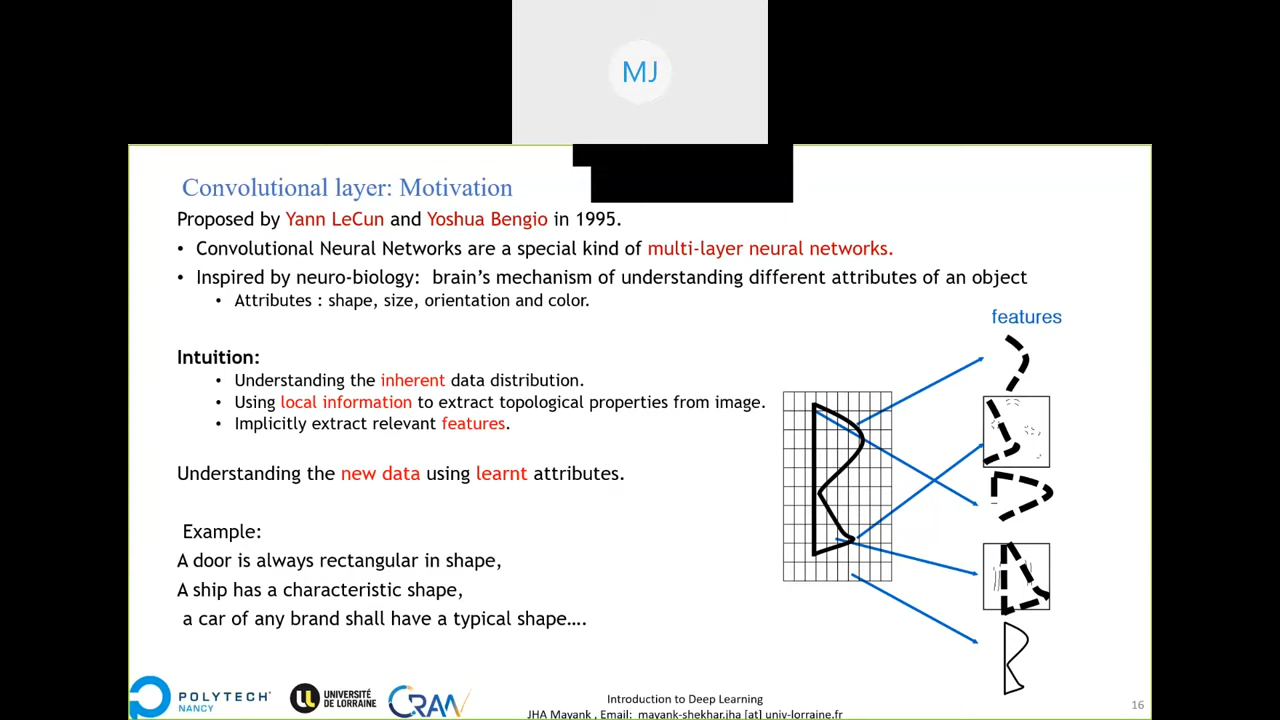 MJ
Convolutional layer: Motivation
Proposed by Yann LeCun and Yoshua Bengio in 1995.
• Convolutional Neural Networks are a special kind of multi-layer neural networks.
• Inspired by neuro-biology: brain's mechanism of understanding different attributes of an object
• Attributes : shape, size, orientation and color.
features
Intuition:
• Understanding the inherent data distribution.
• Using local information to extract topological properties from image.
• Implicitly extract relevant features.
Understanding the new data using learnt attributes.
Example:
A door is always rectangular in shape,
A ship has a characteristic shape,
a car of any brand shall have a typical shape....
POLYTECH
NANCY
UNIVERSITÉ
DE LORRAINE
CRAN
Introduction to Deep Learning
JHA Mayank , Email: mayank-shekhar.jha [at] univ-lorraine.fr
16